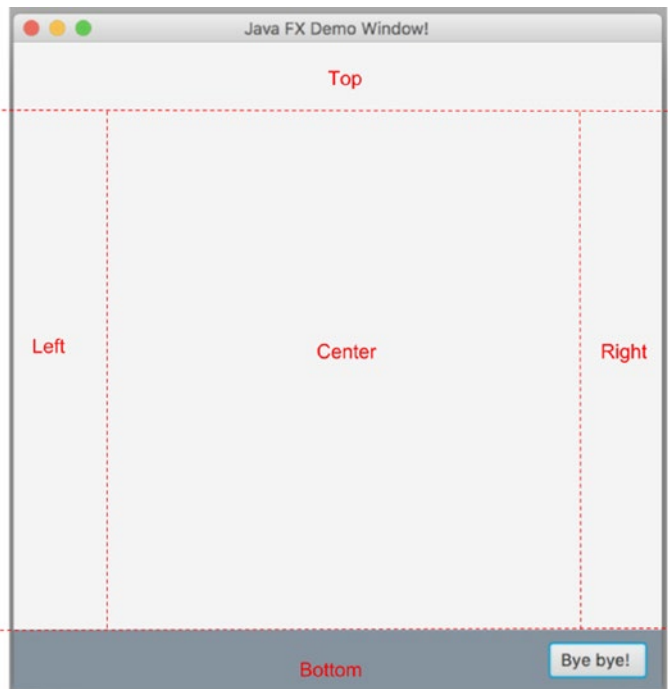 Java FX Demo Window!
Top
Left
Center
Right
Bye bye!
Bottom